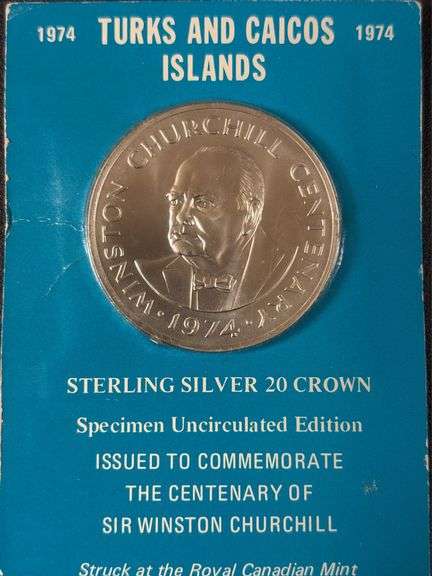 1974 TURKS AND CAICOS 1974
ISLANDS
WINSTON CHURCHILL CENTENARY
· 1974 ·
STERLING SILVER 20 CROWN
Specimen Uncirculated Edition
ISSUED TO COMMEMORATE
THE CENTENARY OF
SIR WINSTON CHURCHILL
Struck at the Royal Canadian Mint